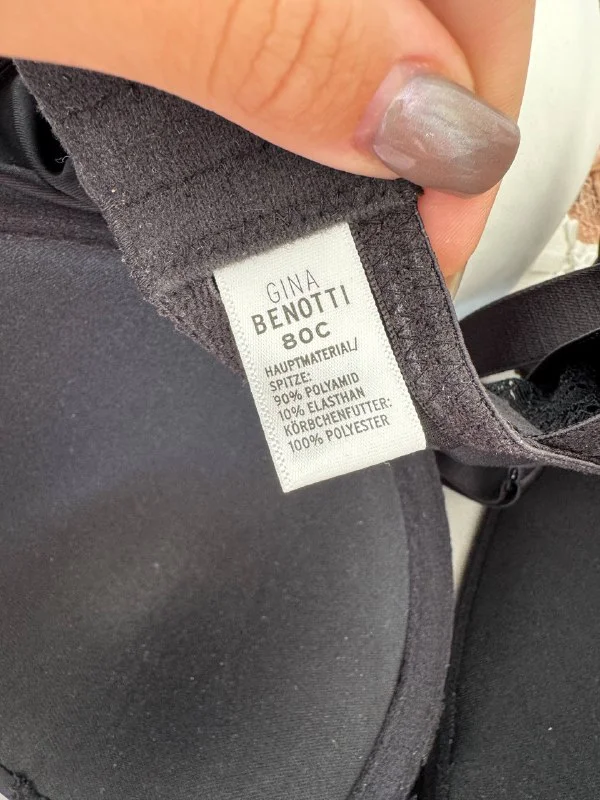 GINA
BENOTTI
80C
HAUPTMATERIAL/
SPITZE:
90% POLYAMID
10% ELASTHAN
KÖRBCHENFUTTER:
100% POLYESTER